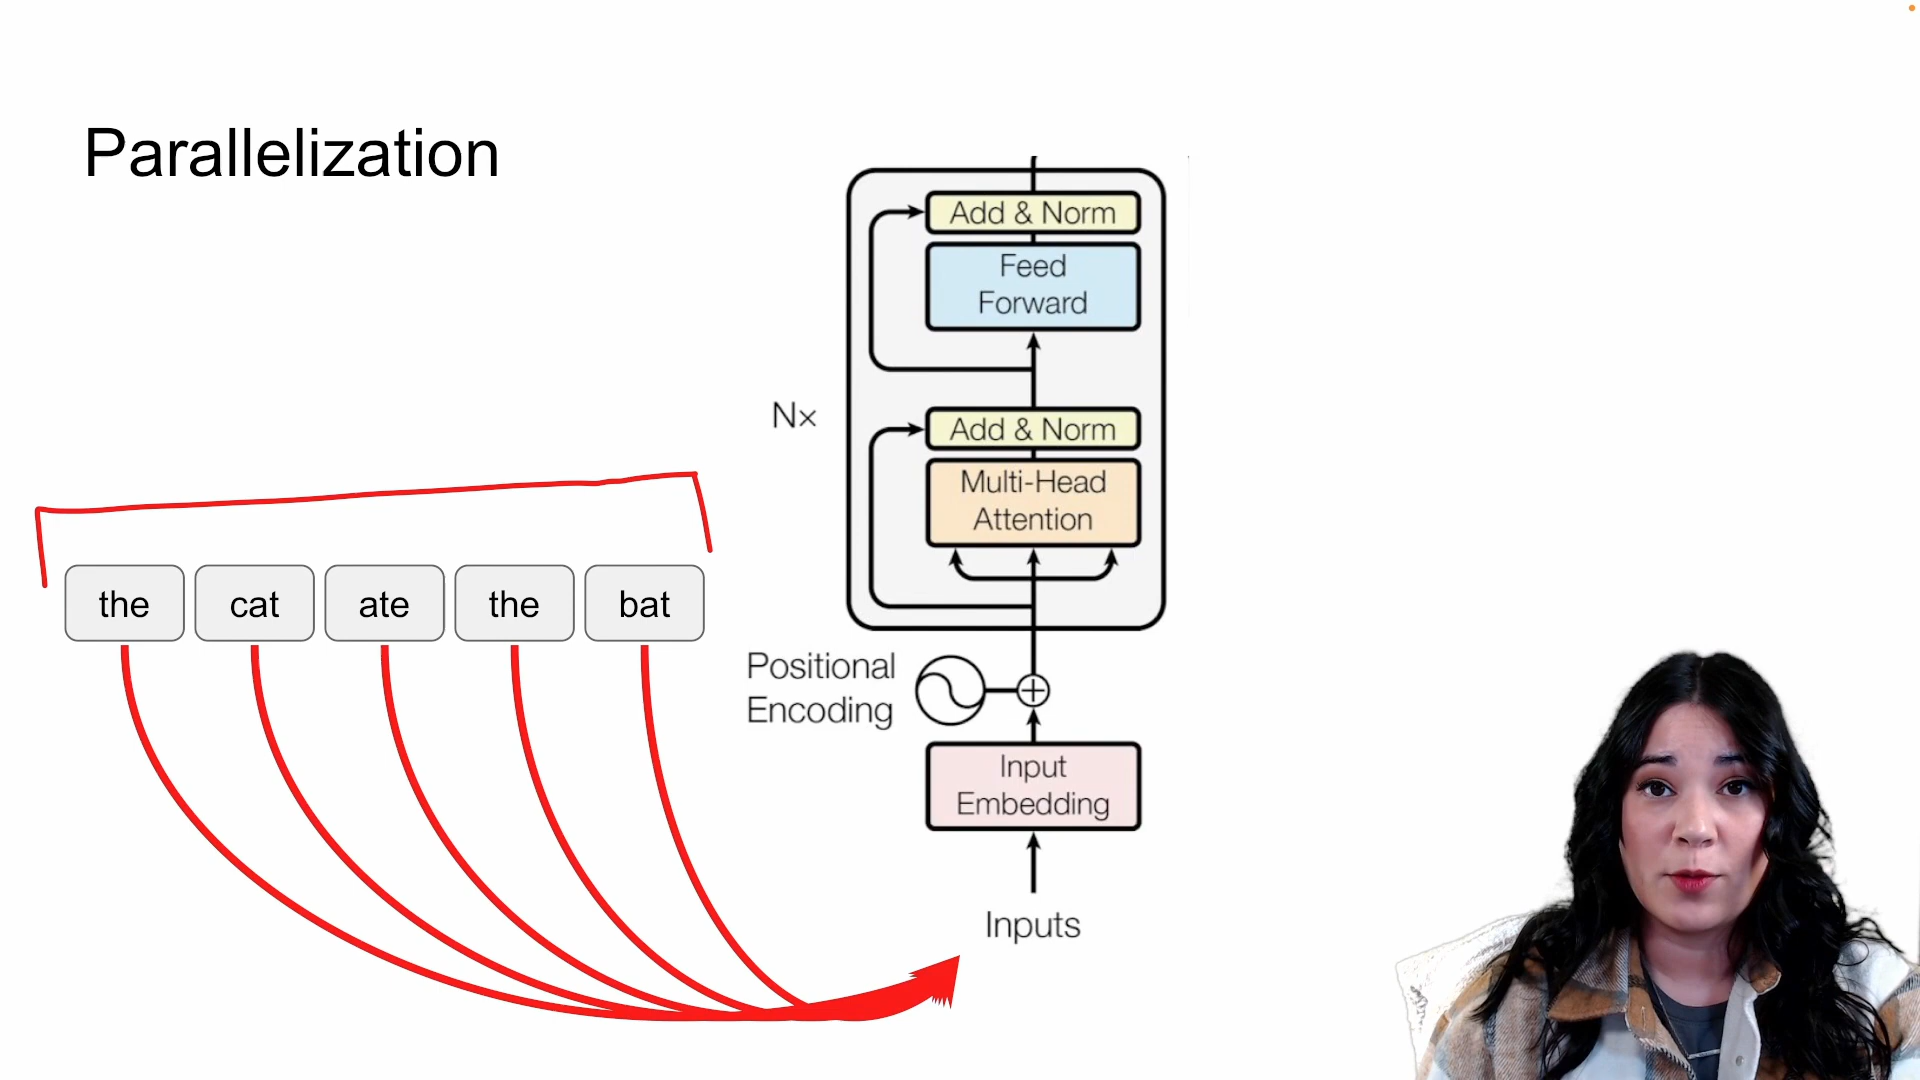 Parallelization
Add & Norm
Feed
Forward
Nx
Add & Norm
Multi-Head
Attention
the cat ate the bat
Positional
Encoding
Input
Embedding
Inputs